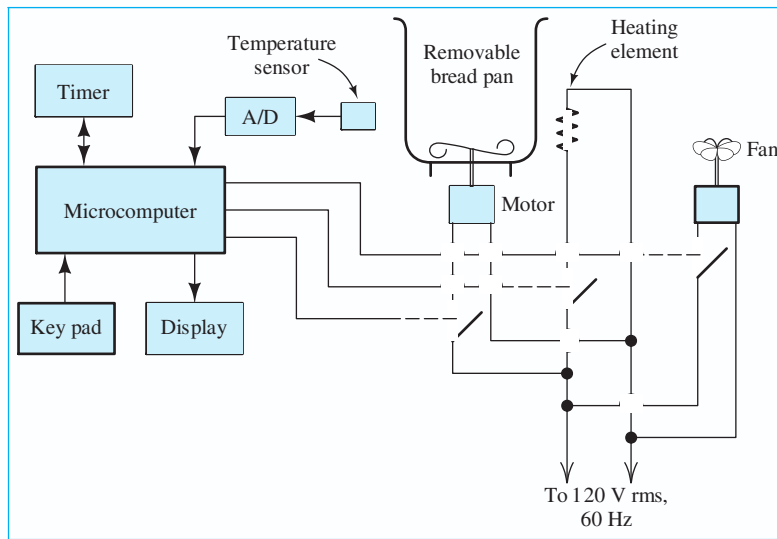 Temperature
sensor
Removable
bread pan
Heating
element
Timer
A/D
Fan
Microcomputer
Motor
Key pad
Display
To 120 V rms,
60 Hz